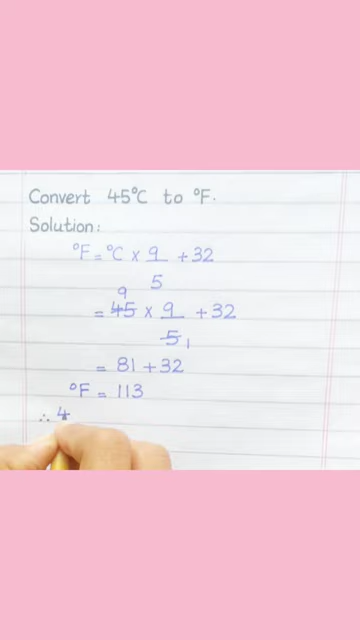 Convert 45°C to °F.
Solution:
°F = °C × 9/5 + 32
= 45 9 × 9/5 1 + 32
= 81 + 32
°F = 113
∴ 4